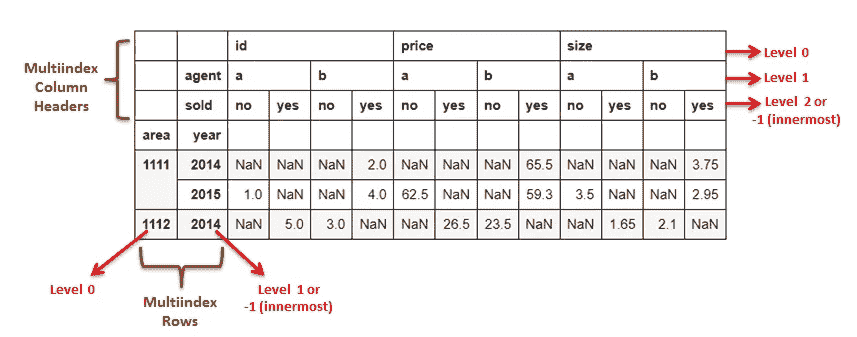 id price size
Level 0
Multiindex
Column
Headers
agent a b a b a b
Level 1
sold no yes no yes no yes no yes no yes no yes
Level 2 or
-1 (innermost)
area year
1111 2014 NaN NaN NaN 2.0 NaN NaN NaN 65.5 NaN NaN NaN 3.75
2015 1.0 NaN NaN 4.0 62.5 NaN NaN 59.3 3.5 NaN NaN 2.95
1112 2014 NaN 5.0 3.0 NaN NaN 26.5 23.5 NaN NaN 1.65 2.1 NaN
Level 0
Multiindex
Rows
Level 1 or
-1 (innermost)